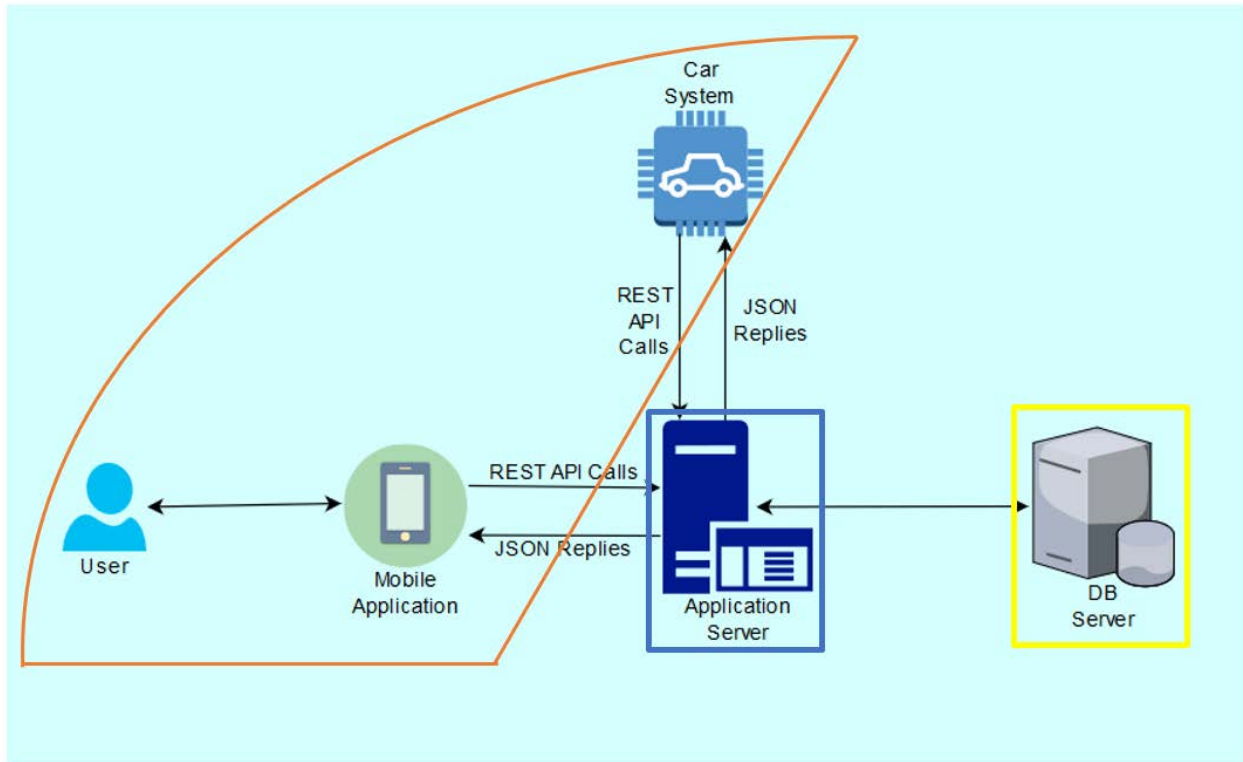 Car
System
REST
API
Calls
JSON
Replies
REST API Calls
JSON Replies
User
Mobile
Application
Application
Server
DB
Server